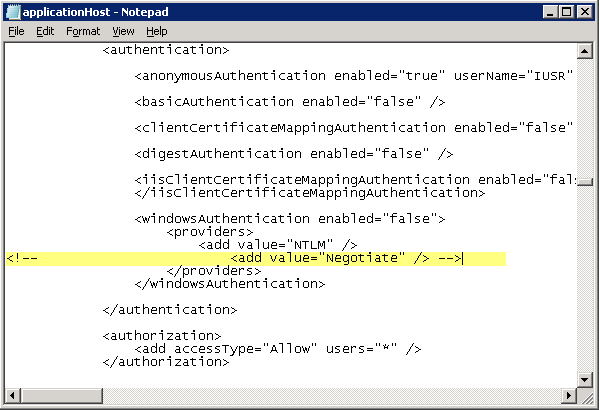 applicationHost - Notepad
File Edit Format View Help
<authentication>
<anonymousAuthentication enabled="true" userName="IUSR"
<basicAuthentication enabled="false" />
<clientCertificateMappingAuthentication enabled="false"
<digestAuthentication enabled="false" />
<iisClientCertificateMappingAuthentication enabled="fals
</iisClientCertificateMappingAuthentication>
<windowsAuthentication enabled="false">
<providers>
<add value="NTLM" />
<!-- <add value="Negotiate" /> -->
</providers>
</windowsAuthentication>
</authentication>
<authorization>
<add accessType="Allow" users="*" />
</authorization>